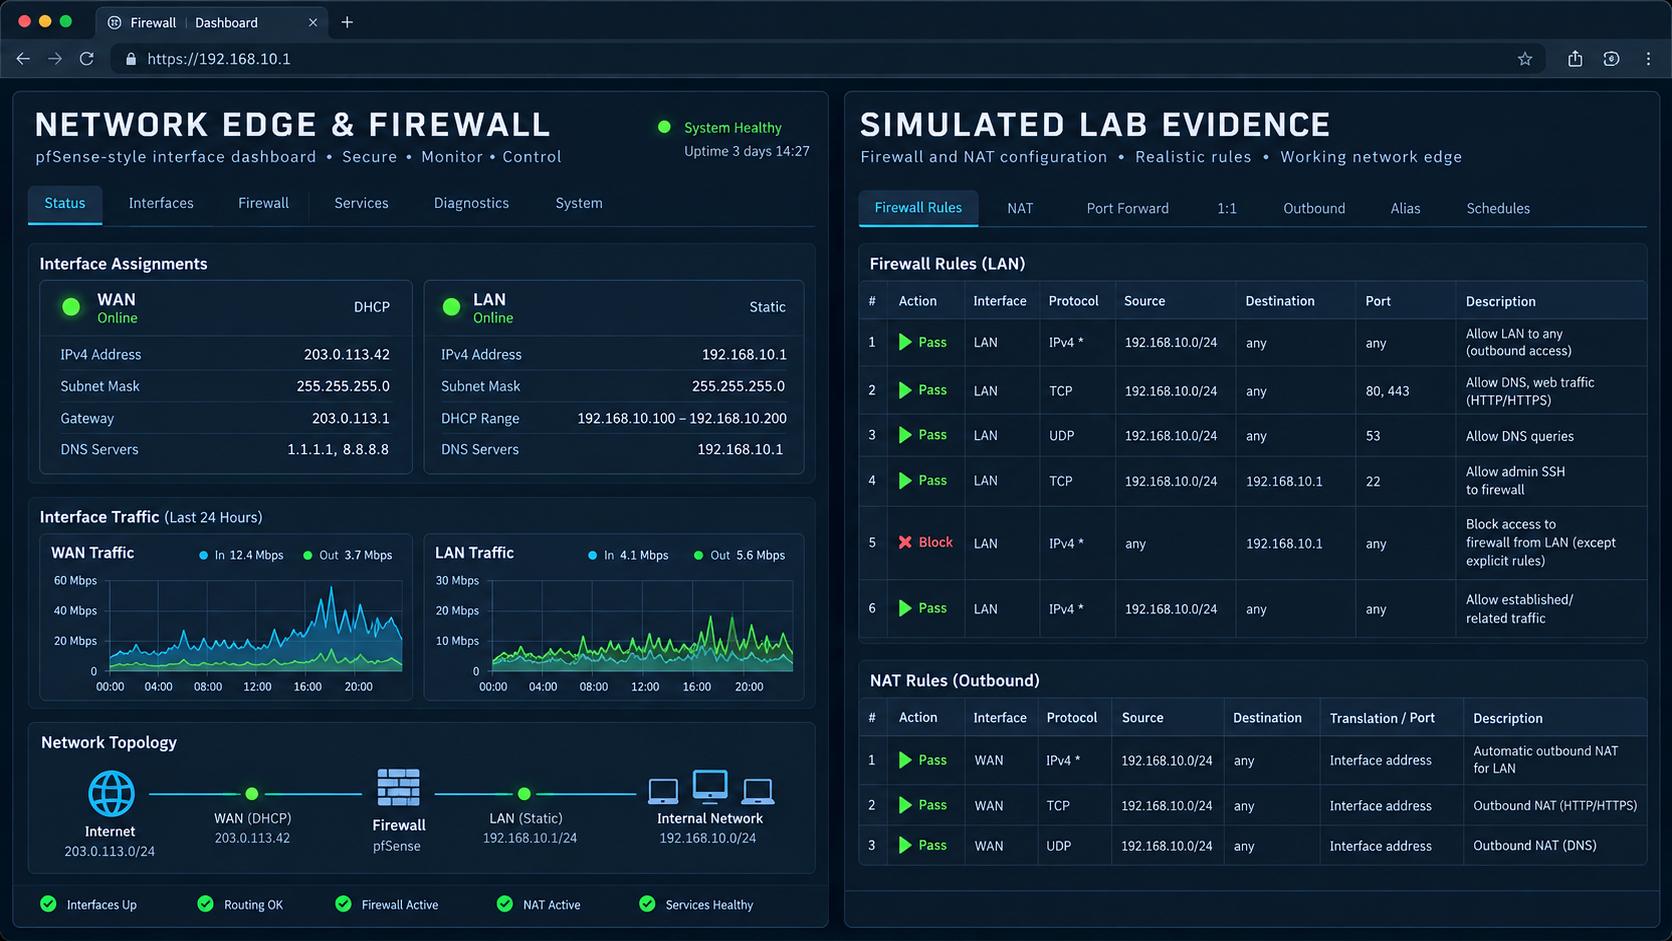 Firewall | Dashboard
https://192.168.10.1
NETWORK EDGE & FIREWALL
pfSense-style interface dashboard • Secure • Monitor • Control
System Healthy
Uptime 3 days 14:27
Status Interfaces Firewall Services Diagnostics System
Interface Assignments
WAN
Online
DHCP
IPv4 Address 203.0.113.42
Subnet Mask 255.255.255.0
Gateway 203.0.113.1
DNS Servers 1.1.1.1, 8.8.8.8
LAN
Online
Static
IPv4 Address 192.168.10.1
Subnet Mask 255.255.255.0
DHCP Range 192.168.10.100 – 192.168.10.200
DNS Servers 192.168.10.1
Interface Traffic (Last 24 Hours)
WAN Traffic In 12.4 Mbps Out 3.7 Mbps
60 Mbps
40 Mbps
20 Mbps
0
00:00 04:00 08:00 12:00 16:00 20:00
LAN Traffic In 4.1 Mbps Out 5.6 Mbps
30 Mbps
20 Mbps
10 Mbps
0
00:00 04:00 08:00 12:00 16:00 20:00
Network Topology
Internet
203.0.113.0/24
WAN (DHCP)
203.0.113.42
Firewall
pfSense
LAN (Static)
192.168.10.1/24
Internal Network
192.168.10.0/24
Interfaces Up Routing OK Firewall Active NAT Active Services Healthy
SIMULATED LAB EVIDENCE
Firewall and NAT configuration • Realistic rules • Working network edge
Firewall Rules NAT Port Forward 1:1 Outbound Alias Schedules
Firewall Rules (LAN)
# Action Interface Protocol Source Destination Port Description
1 Pass LAN IPv4 * 192.168.10.0/24 any any Allow LAN to any
(outbound access)
2 Pass LAN TCP 192.168.10.0/24 any 80, 443 Allow DNS, web traffic
(HTTP/HTTPS)
3 Pass LAN UDP 192.168.10.0/24 any 53 Allow DNS queries
4 Pass LAN TCP 192.168.10.0/24 192.168.10.1 22 Allow admin SSH
to firewall
5 Block LAN IPv4 * any 192.168.10.1 any Block access to
firewall from LAN (except
explicit rules)
6 Pass LAN IPv4 * 192.168.10.0/24 any any Allow established/
related traffic
NAT Rules (Outbound)
# Action Interface Protocol Source Destination Translation / Port Description
1 Pass WAN IPv4 * 192.168.10.0/24 any Interface address Automatic outbound NAT
for LAN
2 Pass WAN TCP 192.168.10.0/24 any Interface address Outbound NAT (HTTP/HTTPS)
3 Pass WAN UDP 192.168.10.0/24 any Interface address Outbound NAT (DNS)